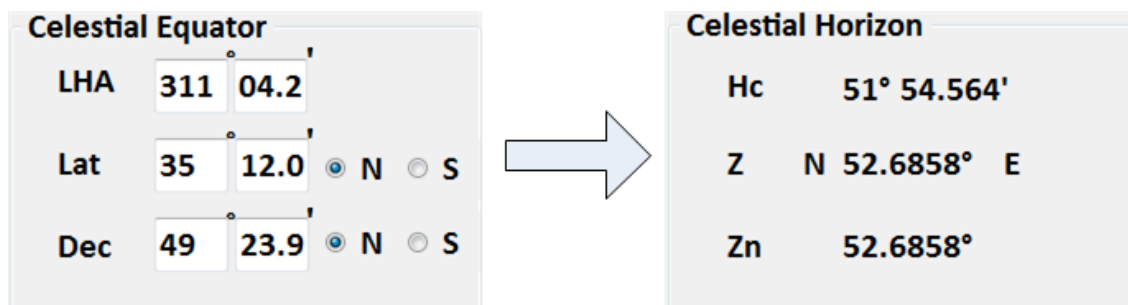 Celestial Equator
LHA 311° 04.2'
Lat 35° 12.0' N S
Dec 49° 23.9' N S
Celestial Horizon
Hc 51° 54.564'
Z N 52.6858° E
Zn 52.6858°